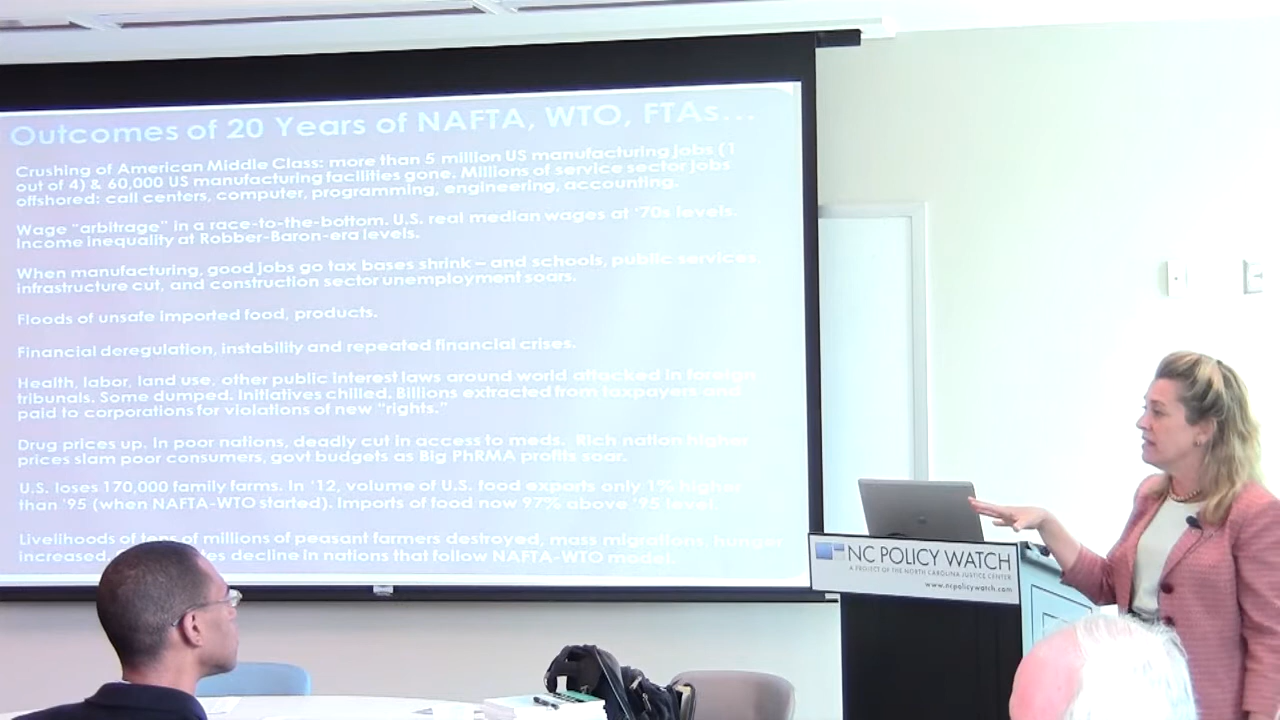 Outcomes of 20 Years of NAFTA, WTO, FTAs...
Crushing of American Middle Class: more than 5 million US manufacturing jobs (1
out of 4) & 60,000 US manufacturing facilities gone. Millions of service sector jobs
offshored: call centers, computer, programming, engineering, accounting.
Wage "arbitrage" in a race-to-the-bottom. U.S. real median wages at '70s levels.
Income inequality at Robber-Baron-era levels.
When manufacturing, good jobs go tax bases shrink – and schools, public services,
infrastructure cut, and construction sector unemployment soars.
Floods of unsafe imported food, products.
Financial deregulation, instability and repeated financial crises.
Health, labor, land use, other public interest laws around world attacked in foreign
tribunals. Some dumped. Initiatives chilled. Billions extracted from taxpayers and
paid to corporations for violations of new "rights."
Drug prices up. In poor nations, deadly cut in access to meds. Rich nation higher
prices slam poor consumers, govt budgets as Big PhRMA profits soar.
U.S. loses 170,000 family farms. In '12, volume of U.S. food exports only 1% higher
than '95 (when NAFTA-WTO started). Imports of food now 97% above '95 level.
Livelihoods of tens of millions of peasant farmers destroyed, mass migrations, hunger
increased. decline in nations that follow NAFTA-WTO model.
NC POLICY WATCH
A PROJECT OF THE NORTH CAROLINA JUSTICE CENTER
www.ncpolicywatch.com